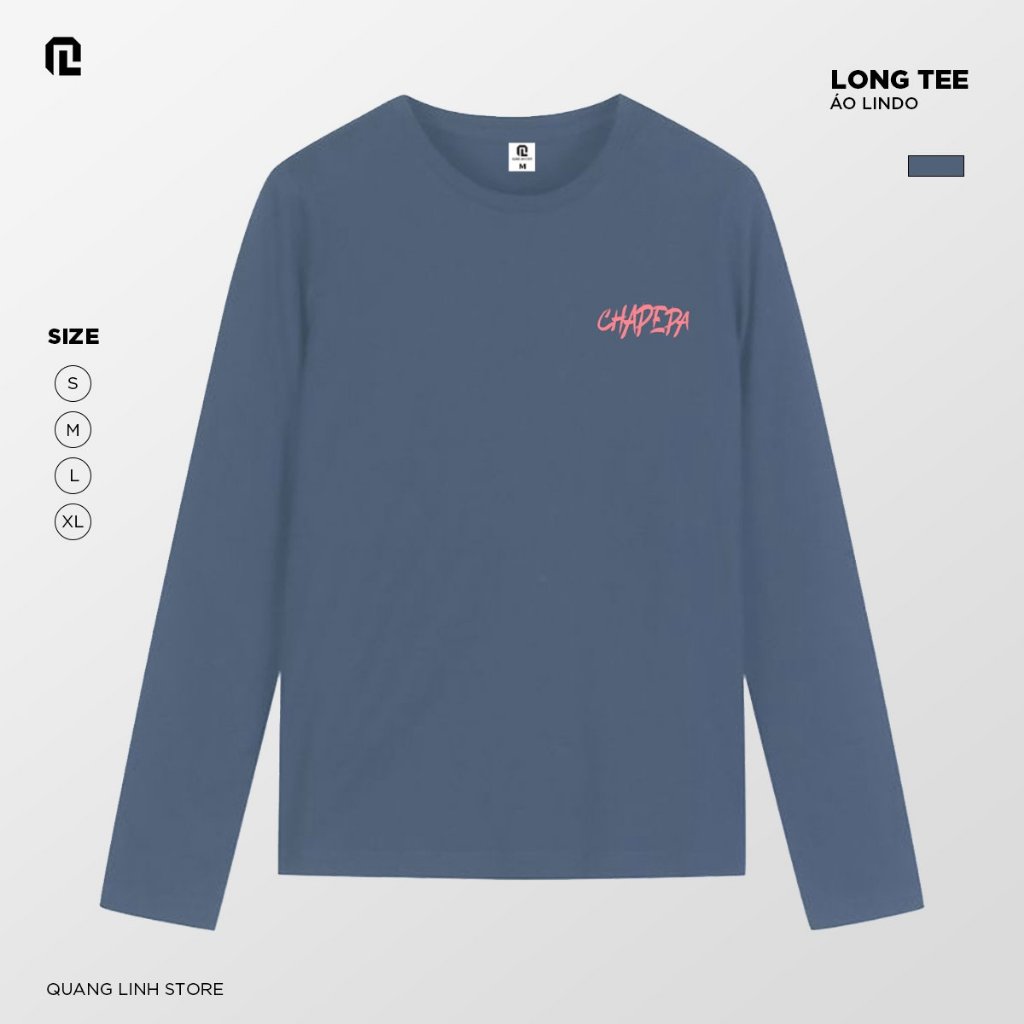 LONG TEE
ÁO LINDO
M
CHAPEPA
SIZE
S
M
L
XL
QUANG LINH STORE